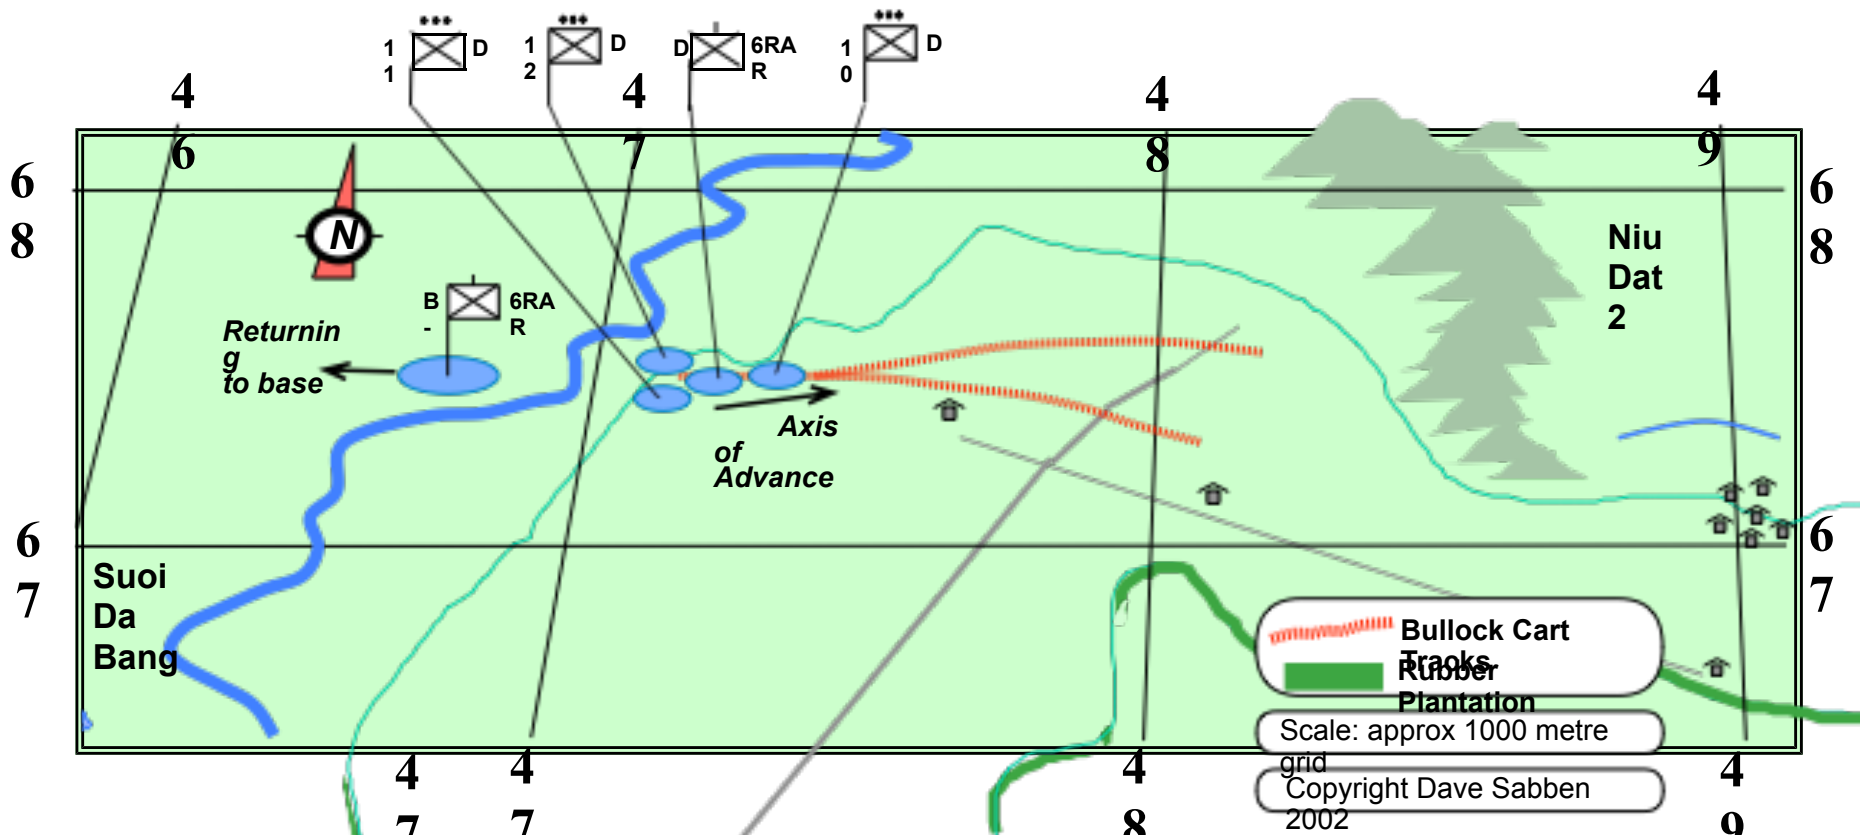 1
1
D
1
2
D
D
6RA
R
1
0
D
4
6
4
7
4
8
4
9
6
8
6
8
N
Niu
Dat
2
B
-
6RA
R
Returnin
g
to base
Axis
of
Advance
6
7
6
7
Suoi
Da
Bang
Bullock Cart
Tracks
Rubber
Plantation
Scale: approx 1000 metre
grid
Copyright Dave Sabben
2002
4
7
4
7
4
8
4
9